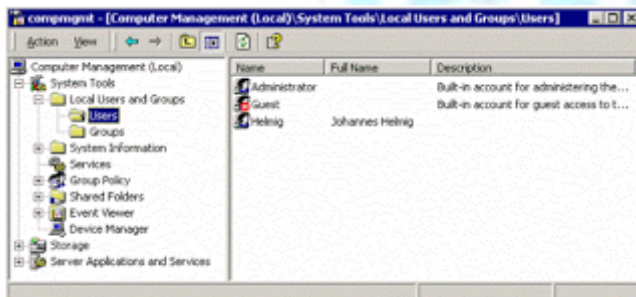 compmgmt - [Computer Management (Local)\System Tools\Local Users and Groups\Users]
Action View
Computer Management (Local)
System Tools
Local Users and Groups
Users
Groups
System Information
Services
Group Policy
Shared Folders
Event Viewer
Device Manager
Storage
Server Applications and Services
Name Full Name Description
Administrator Built-in account for administering the...
Guest Built-in account for guest access to t...
Helmig Johannes Helmig